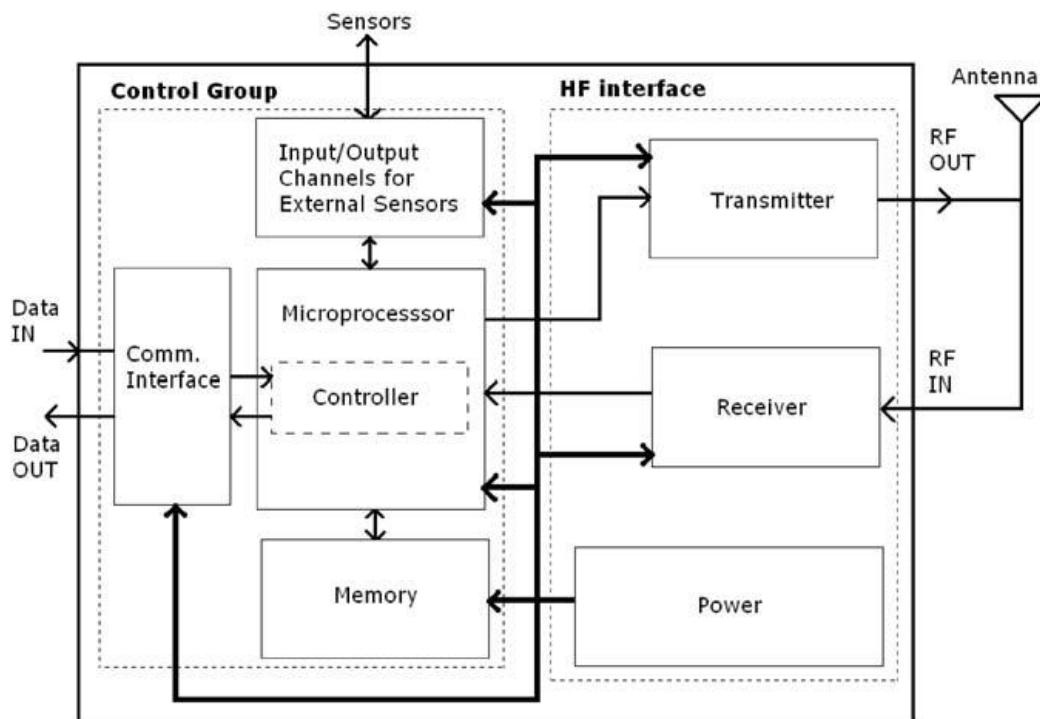 Sensors
Control Group
HF interface
Antenna
Input/Output
Channels for
External Sensors
RF
OUT
Transmitter
Data
IN
Microprocesssor
Comm.
Interface
Controller
Receiver
RF
IN
Data
OUT
Memory
Power